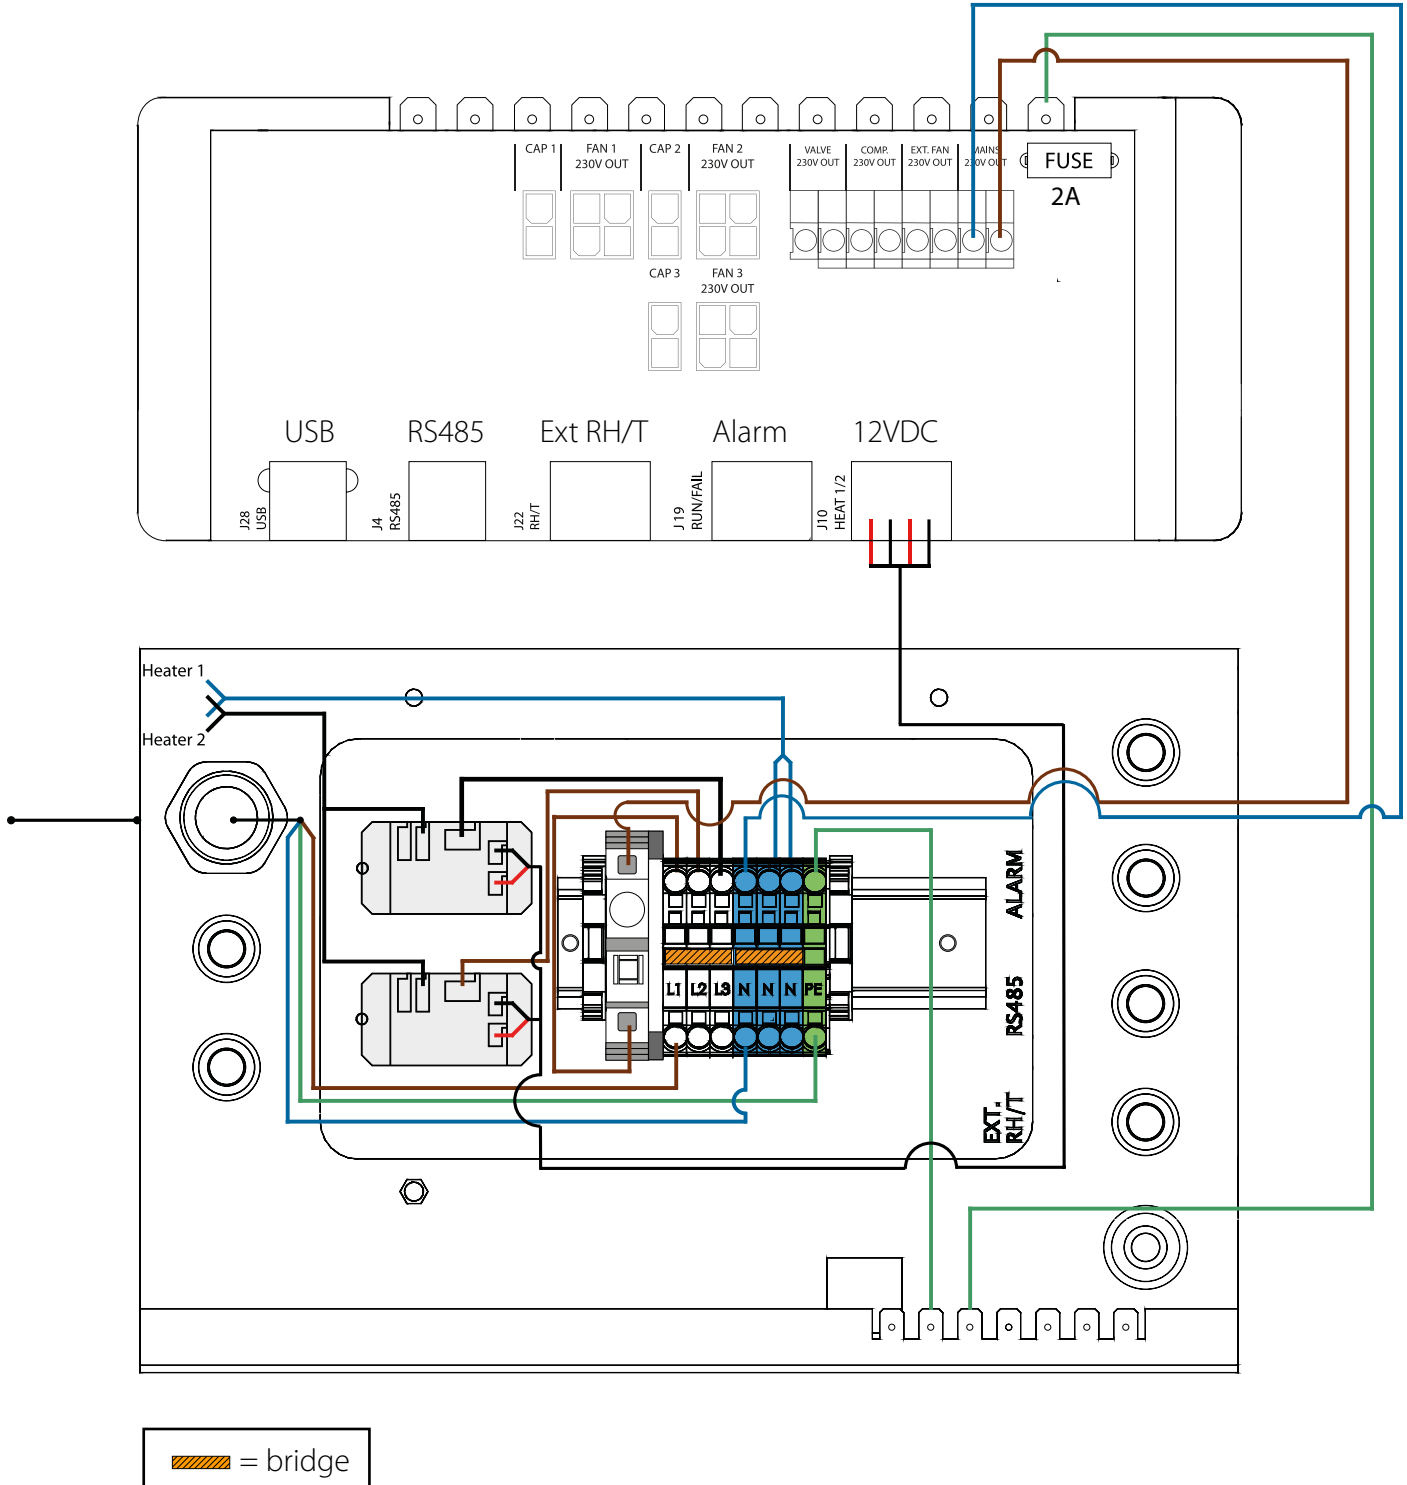 CAP 1
FAN 1
230V OUT
CAP 2
FAN 2
230V OUT
VALVE
230V OUT
COMP.
230V OUT
EXT. FAN
230V OUT
MAINS
230V OUT
FUSE
2A
CAP 3
FAN 3
230V OUT
USB
RS485
Ext RH/T
Alarm
12VDC
J28
USB
J4
RS485
J22
RH/T
J19
RUN/FAIL
J10
HEAT 1/2
Heater 1
Heater 2
ALARM
RS485
EXT.
RH/T
L1 L2 L3 N N N PE
= bridge